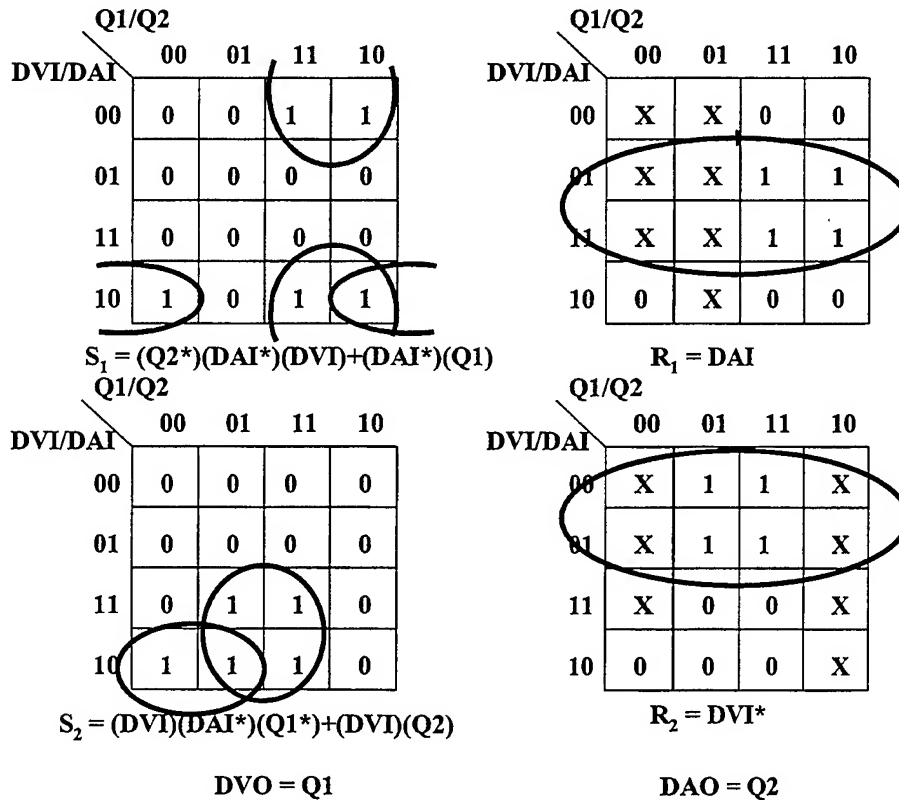 Q1/Q2
00 01 11 10
DVI/DAI
00 0 0 1 1
01 0 0 0 0
11 0 0 0 0
10 1 0 1 1
S1 = (Q2*)(DAI*)(DVI)+(DAI*)(Q1)
Q1/Q2
00 01 11 10
DVI/DAI
00 X X 0 0
01 X X 1 1
11 X X 1 1
10 0 X 0 0
R1 = DAI
Q1/Q2
00 01 11 10
DVI/DAI
00 0 0 0 0
01 0 0 0 0
11 0 1 1 0
10 1 1 1 0
S2 = (DVI)(DAI*)(Q1*)+(DVI)(Q2)
DVO = Q1
Q1/Q2
00 01 11 10
DVI/DAI
00 X 1 1 X
01 X 1 1 X
11 X 0 0 X
10 0 0 0 X
R2 = DVI*
DAO = Q2